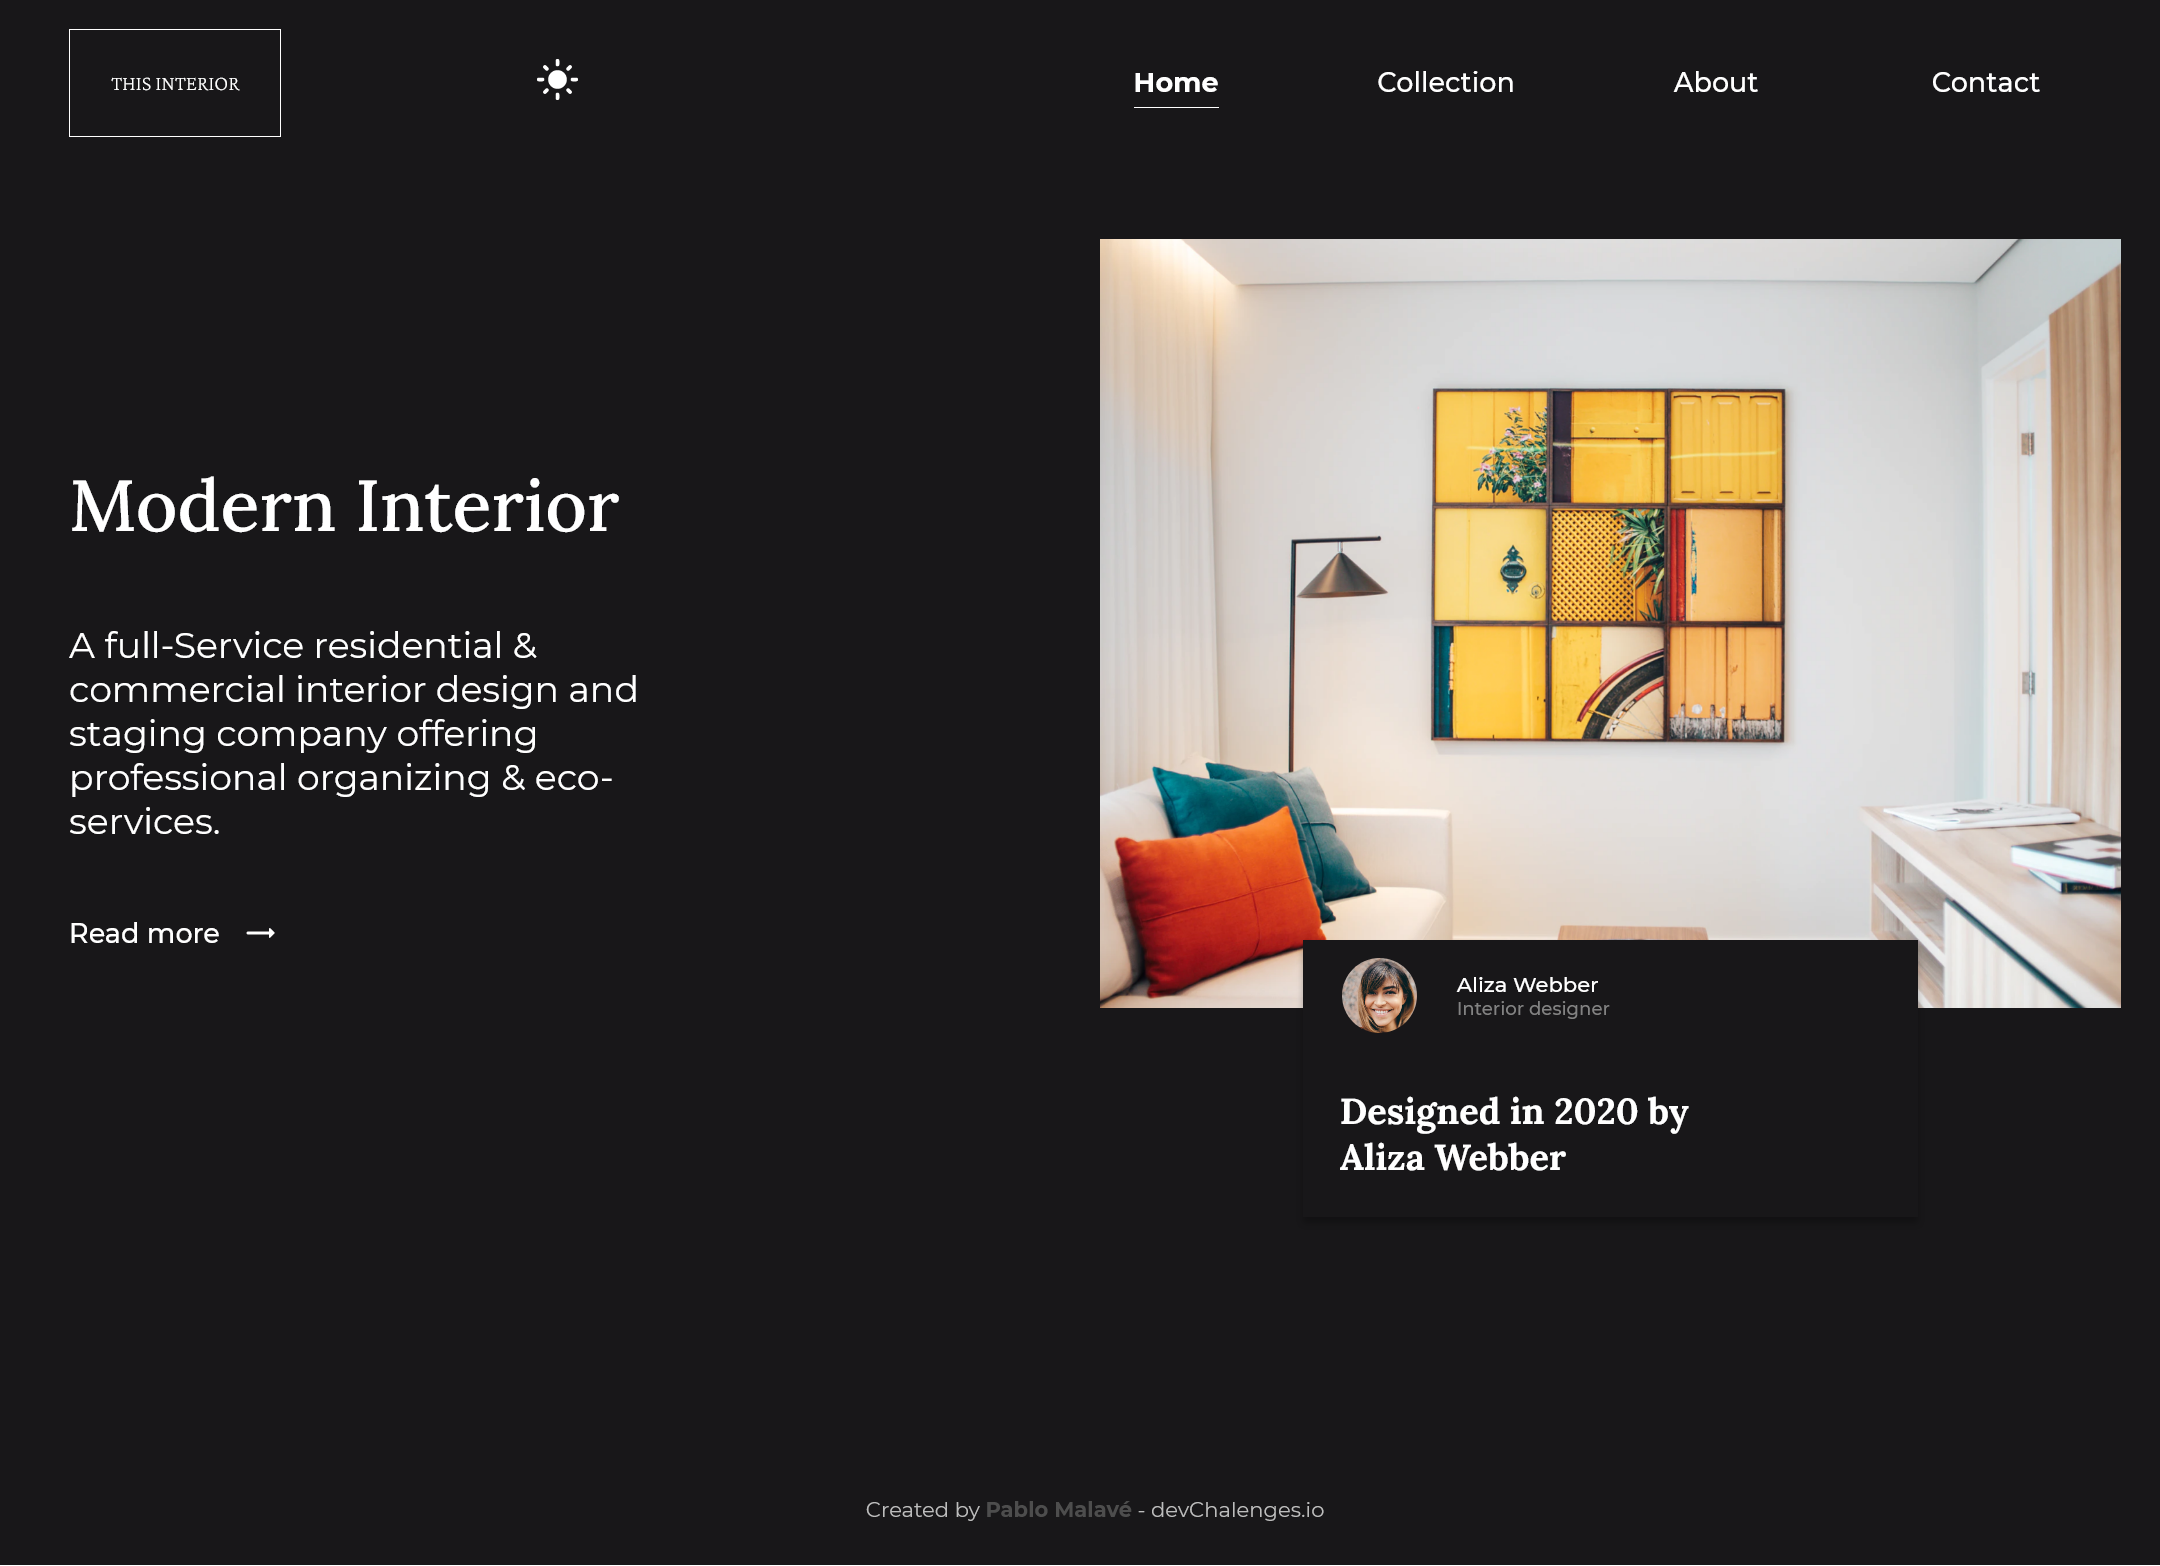 THIS INTERIOR
Home
Collection
About
Contact
Modern Interior
A full-Service residential &
commercial interior design and
staging company offering
professional organizing & eco-
services.
Read more
Aliza Webber
Interior designer
Designed in 2020 by
Aliza Webber
Created by Pablo Malavé - devChalenges.io